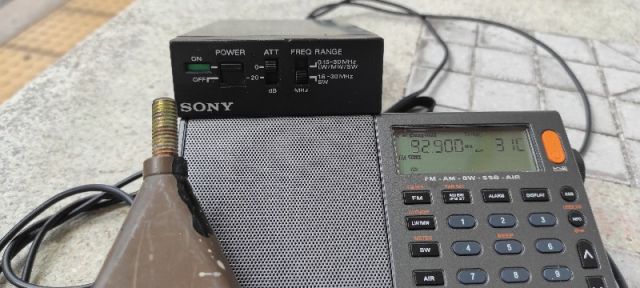 POWER ATT FREQ RANGE
ON
OFF
0
-20
dB
0.15-30MHz
LW/MW/SW
1.6-30MHz
SW
MHz
SONY
92.900 31C
FM-AM-SW-SSB-AIR
FM
ALARM
DISPLAY
LW/MW
1 2 3
SW
4 5 6
AIR
7 8 9